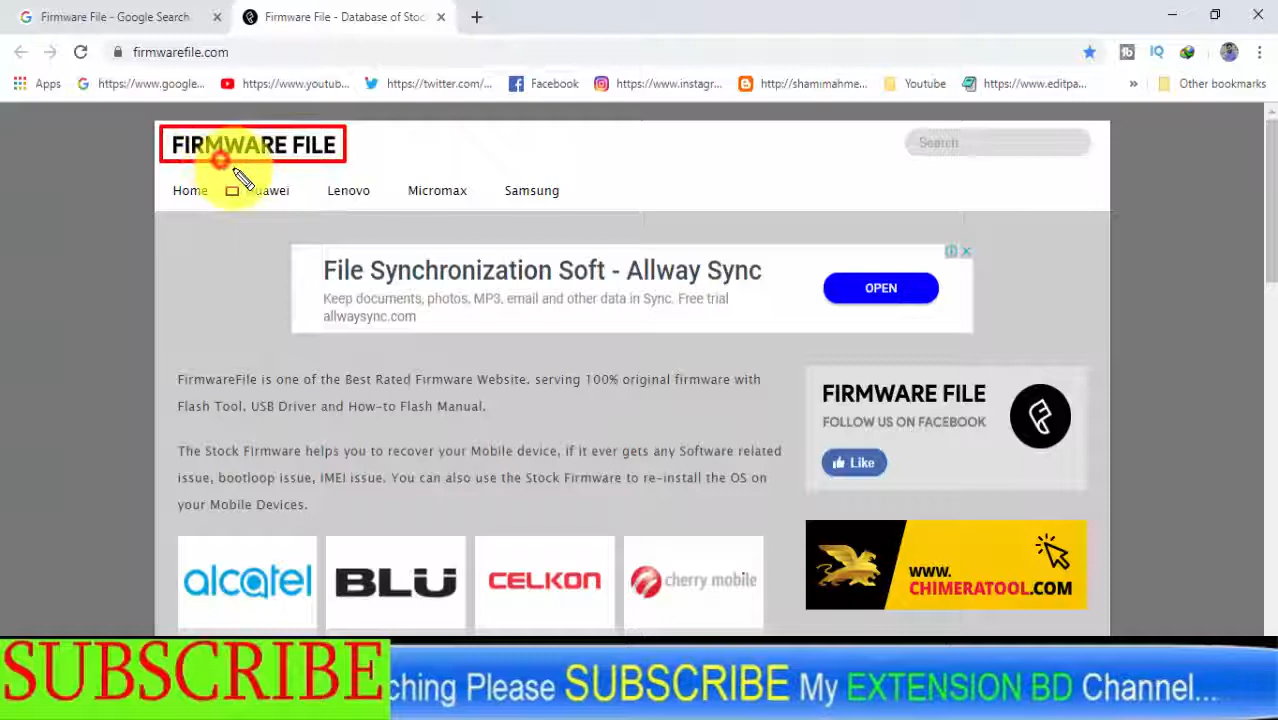 Firmware File - Google Search
Firmware File - Database of Stoc
firmwarefile.com
Apps
https://www.google...
https://www.youtub...
https://twitter.com/...
Facebook
https://www.instagr...
http://shamimahme...
Youtube
https://www.editpa...
»
Other bookmarks
FIRMWARE FILE
Search
Home
Huawei
Lenovo
Micromax
Samsung
File Synchronization Soft - Allway Sync
Keep documents, photos, MP3, email and other data in Sync. Free trial
allwaysync.com
OPEN
FirmwareFile is one of the Best Rated Firmware Website. serving 100% original firmware with
Flash Tool, USB Driver and How-to Flash Manual.
The Stock Firmware helps you to recover your Mobile device, if it ever gets any Software related
issue, bootloop issue, IMEI issue. You can also use the Stock Firmware to re-install the OS on
your Mobile Devices.
FIRMWARE FILE
FOLLOW US ON FACEBOOK
Like
WWW.
CHIMERATOOL.COM
alcatel
BLU
CELKON
cherry mobile
SUBSCRIBE
ching Please SUBSCRIBE My EXTENSION BD Channel...